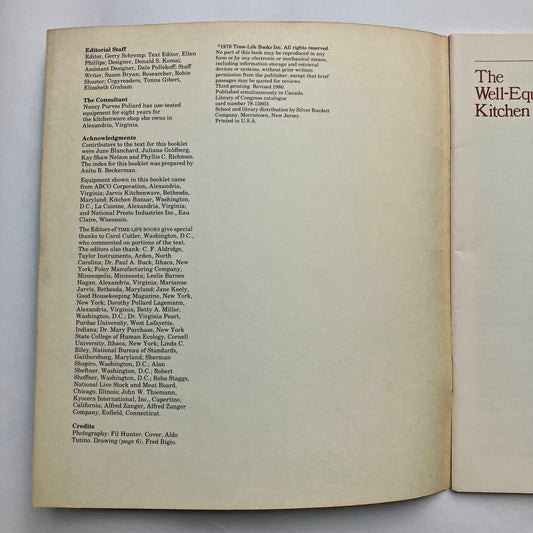 Editorial Staff
Editor, Gerry Schremp; Text Editor, Ellen
Phillips; Designer, Donald S. Komai;
Assistant Designer, Dale Pollekoff; Staff
Writer, Susan Bryan; Researcher, Robin
Shuster; Copyreaders, Tonna Gibert,
Elizabeth Graham.
The Consultant
Nancy Purves Pollard has use-tested
equipment for eight years for
the kitchenware shop she owns in
Alexandria, Virginia.
Acknowledgments
Contributors to the text for this booklet
were June Blanchard, Juliana Goldberg,
Kay Shaw Nelson and Phyllis C. Richman.
The index for this booklet was prepared by
Anita R. Beckerman.
Equipment shown in this booklet came
from ABCO Corporation, Alexandria,
Virginia; Jarvis Kitchenware, Bethesda,
Maryland; Kitchen Bazaar, Washington,
D.C.; La Cuisine, Alexandria, Virginia;
and National Presto Industries Inc., Eau
Claire, Wisconsin.
The Editors of TIME-LIFE BOOKS give special
thanks to Carol Cutler, Washington, D.C.,
who commented on portions of the text.
The editors also thank: C. F. Aldridge,
Taylor Instruments, Arden, North
Carolina; Dr. Paul A. Buck, Ithaca, New
York; Foley Manufacturing Company,
Minneapolis, Minnesota; Leslie Barnes
Hagan, Alexandria, Virginia; Marianne
Jarvis, Bethesda, Maryland; Jane Keely,
Good Housekeeping Magazine, New York,
New York; Dorothy Pollard Lagemann,
Alexandria, Virginia; Betty A. Miller,
Washington, D.C.; Dr. Virginia Peart,
Purdue University, West Lafayette,
Indiana; Dr. Mary Purchase, New York
State College of Human Ecology, Cornell
University, Ithaca, New York; Linda C.
Riley, National Bureau of Standards,
Gaithersburg, Maryland; Sherman
Shapiro, Washington, D.C.; Alan
Sheftner, Washington, D.C.; Robert
Shoffner, Washington, D.C.; Reba Staggs,
National Live Stock and Meat Board,
Chicago, Illinois; John W. Thiemann,
Kyocera International, Inc., Cupertino,
California; Alfred Zanger, Alfred Zanger
Company, Enfield, Connecticut.
Credits
Photography: Fil Hunter. Cover, Aldo
Tutino. Drawing (page 6), Fred Bigio.
©1978 Time-Life Books Inc. All rights reserved.
No part of this book may be reproduced in any
form or by any electronic or mechanical means,
including information storage and retrieval
devices or systems, without prior written
permission from the publisher, except that brief
passages may be quoted for reviews.
Third printing. Revised 1980.
Published simultaneously in Canada.
Library of Congress catalogue
card number 78-13803.
School and library distribution by Silver Burdett
Company, Morristown, New Jersey.
Printed in U.S.A.
The
Well-Equ
Kitchen